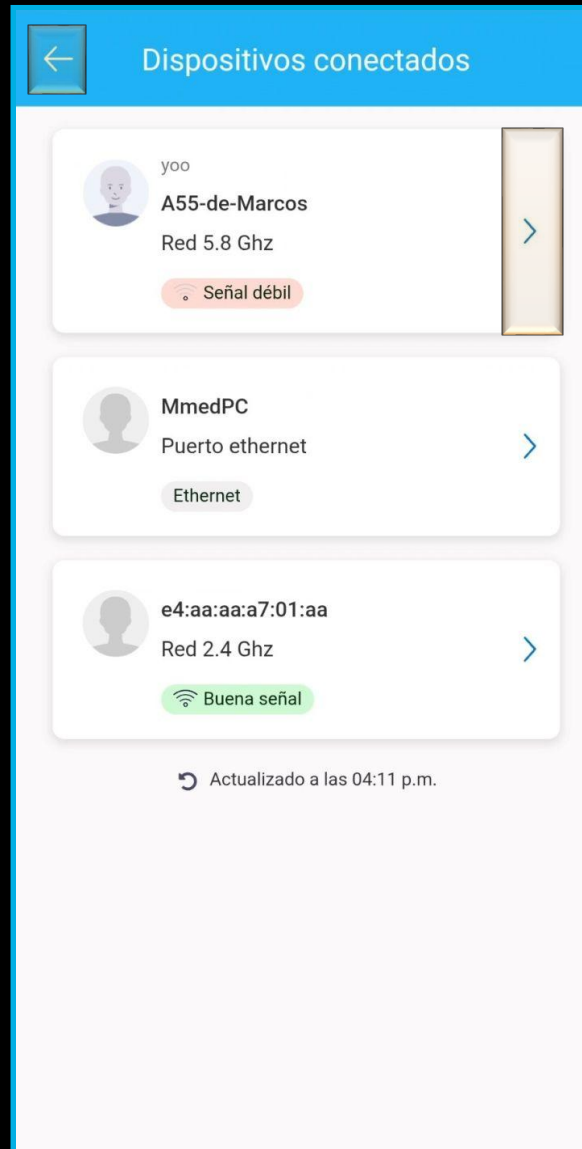 Dispositivos conectados
yoo
A55-de-Marcos
Red 5.8 Ghz
Señal débil
MmedPC
Puerto ethernet
Ethernet
e4:aa:aa:a7:01:aa
Red 2.4 Ghz
Buena señal
Actualizado a las 04:11 p.m.